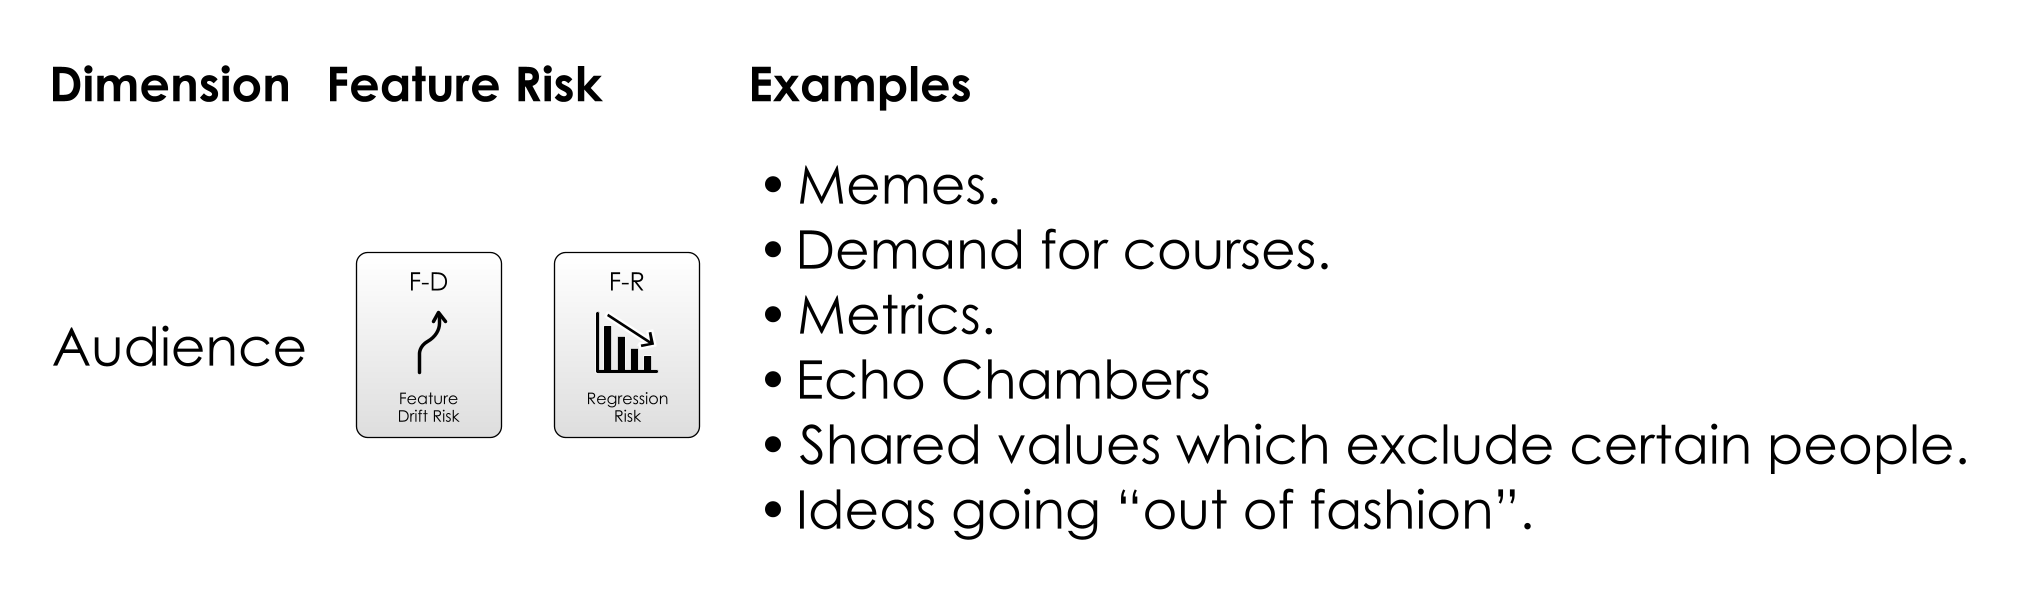 Dimension Feature Risk Examples
Audience
F-D
Feature
Drift Risk
F-R
Regression
Risk
• Memes.
• Demand for courses.
• Metrics.
• Echo Chambers
• Shared values which exclude certain people.
• Ideas going “out of fashion”.